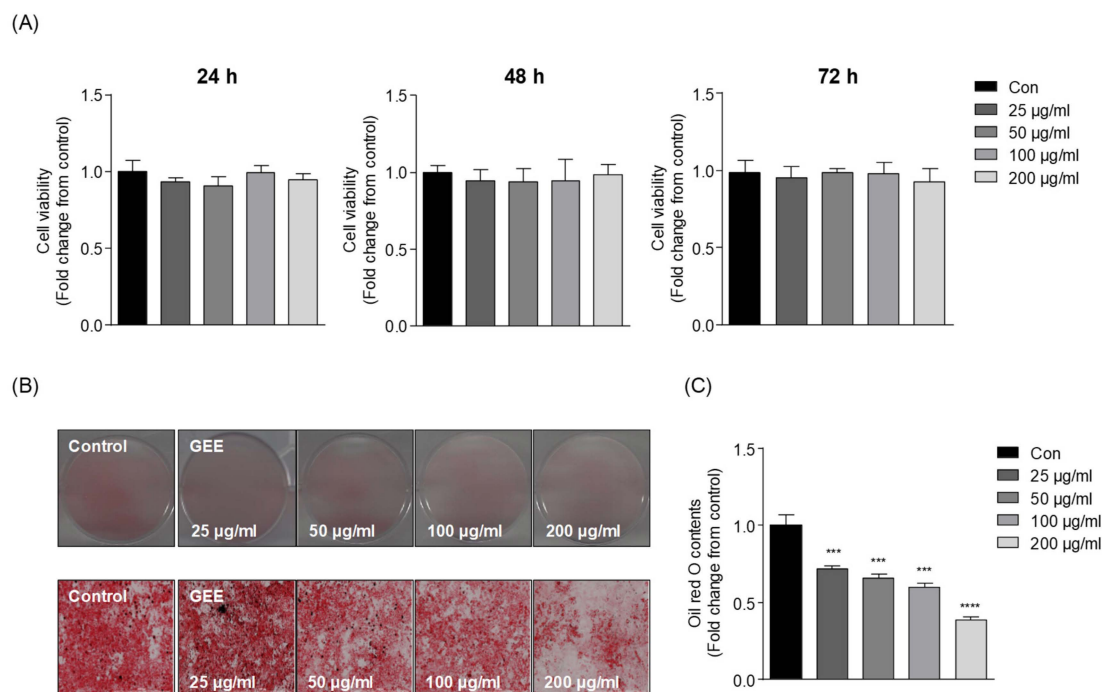 (A)
24 h
48 h
72 h
1.5
1.0
0.5
0.0
Cell viability
(Fold change from control)
1.5
1.0
0.5
0.0
Cell viability
(Fold change from control)
1.5
1.0
0.5
0.0
Cell viability
(Fold change from control)
Con
25 µg/ml
50 µg/ml
100 µg/ml
200 µg/ml
(B)
Control
GEE
25 µg/ml
50 µg/ml
100 µg/ml
200 µg/ml
Control
GEE
25 µg/ml
50 µg/ml
100 µg/ml
200 µg/ml
(C)
1.5
1.0
0.5
0.0
Oil red O contents
(Fold change from control)
***
***
***
****
Con
25 µg/ml
50 µg/ml
100 µg/ml
200 µg/ml